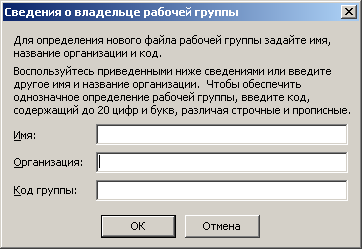 Сведения о владельце рабочей группы
Для определения нового файла рабочей группы задайте имя,
название организации и код.
Воспользуйтесь приведенными ниже сведениями или введите
другое имя и название организации. Чтобы обеспечить
однозначное определение рабочей группы, введите код,
содержащий до 20 цифр и букв, различая строчные и прописные.
Имя:
Организация:
Код группы:
ОК Отмена